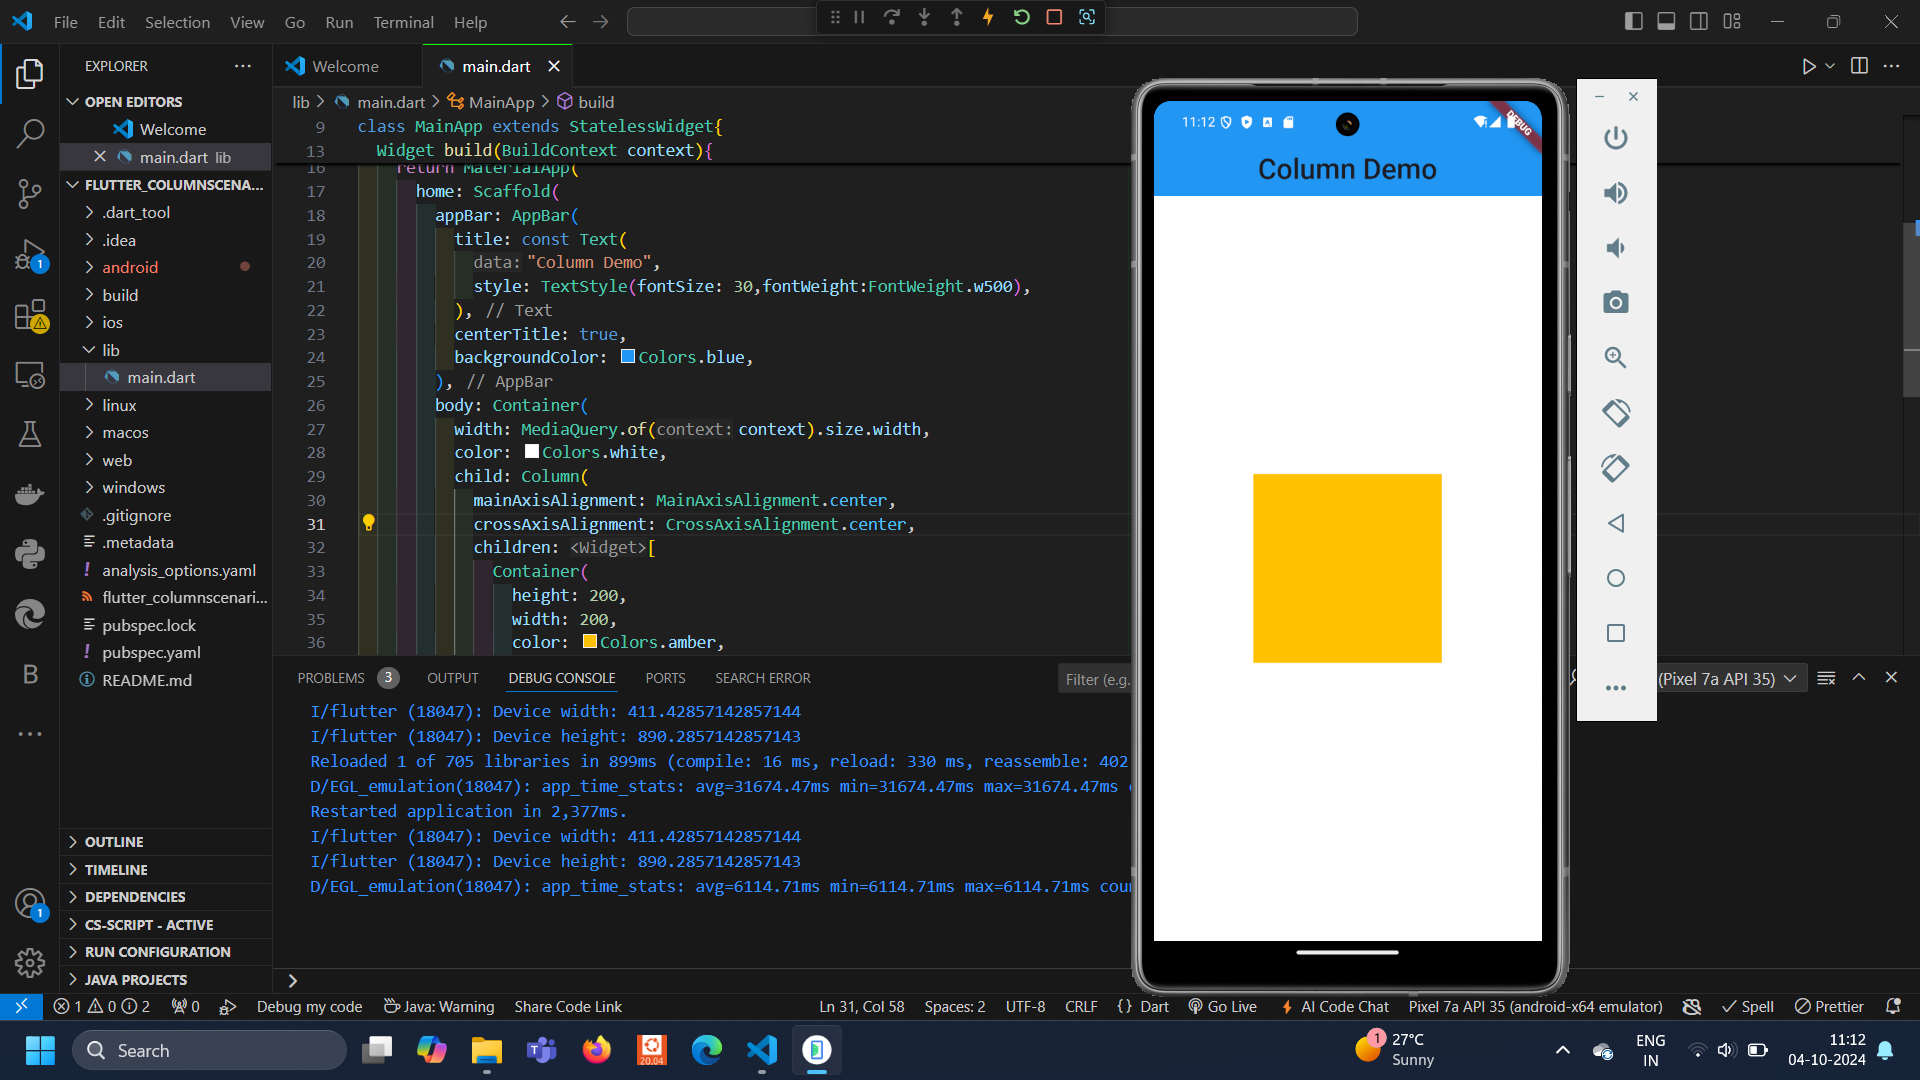 File Edit Selection View Go Run Terminal Help
EXPLORER
OPEN EDITORS
Welcome
main.dart lib
FLUTTER_COLUMNSCENA...
.dart_tool
.idea
android
build
ios
lib
main.dart
linux
macos
web
windows
.gitignore
.metadata
analysis_options.yaml
flutter_columnscenari...
pubspec.lock
pubspec.yaml
README.md
OUTLINE
TIMELINE
DEPENDENCIES
CS-SCRIPT - ACTIVE
RUN CONFIGURATION
JAVA PROJECTS
1
B
1
Welcome main.dart
lib main.dart MainApp build
9 class MainApp extends StatelessWidget{
13 Widget build(BuildContext context){
16 return MaterialApp(
17 home: Scaffold(
18 appBar: AppBar(
19 title: const Text(
20 data: "Column Demo",
21 style: TextStyle(fontSize: 30,fontWeight:FontWeight.w500),
22 ), // Text
23 centerTitle: true,
24 backgroundColor: Colors.blue,
25 ), // AppBar
26 body: Container(
27 width: MediaQuery.of(context: context).size.width,
28 color: Colors.white,
29 child: Column(
30 mainAxisAlignment: MainAxisAlignment.center,
31 crossAxisAlignment: CrossAxisAlignment.center,
32 children: <Widget>[
33 Container(
34 height: 200,
35 width: 200,
36 color: Colors.amber,
PROBLEMS 3 OUTPUT DEBUG CONSOLE PORTS SEARCH ERROR Filter (e.g. (Pixel 7a API 35)
I/flutter (18047): Device width: 411.42857142857144
I/flutter (18047): Device height: 890.2857142857143
Reloaded 1 of 705 libraries in 899ms (compile: 16 ms, reload: 330 ms, reassemble: 402
D/EGL_emulation(18047): app_time_stats: avg=31674.47ms min=31674.47ms max=31674.47ms
Restarted application in 2,377ms.
I/flutter (18047): Device width: 411.42857142857144
I/flutter (18047): Device height: 890.2857142857143
D/EGL_emulation(18047): app_time_stats: avg=6114.71ms min=6114.71ms max=6114.71ms cou
11:12
DEBUG
Column Demo
1 0 2 0 Debug my code Java: Warning Share Code Link Ln 31, Col 58 Spaces: 2 UTF-8 CRLF {} Dart Go Live AI Code Chat Pixel 7a API 35 (android-x64 emulator) Spell Prettier
Search
20.04
1
27°C
Sunny
ENG
IN
11:12
04-10-2024